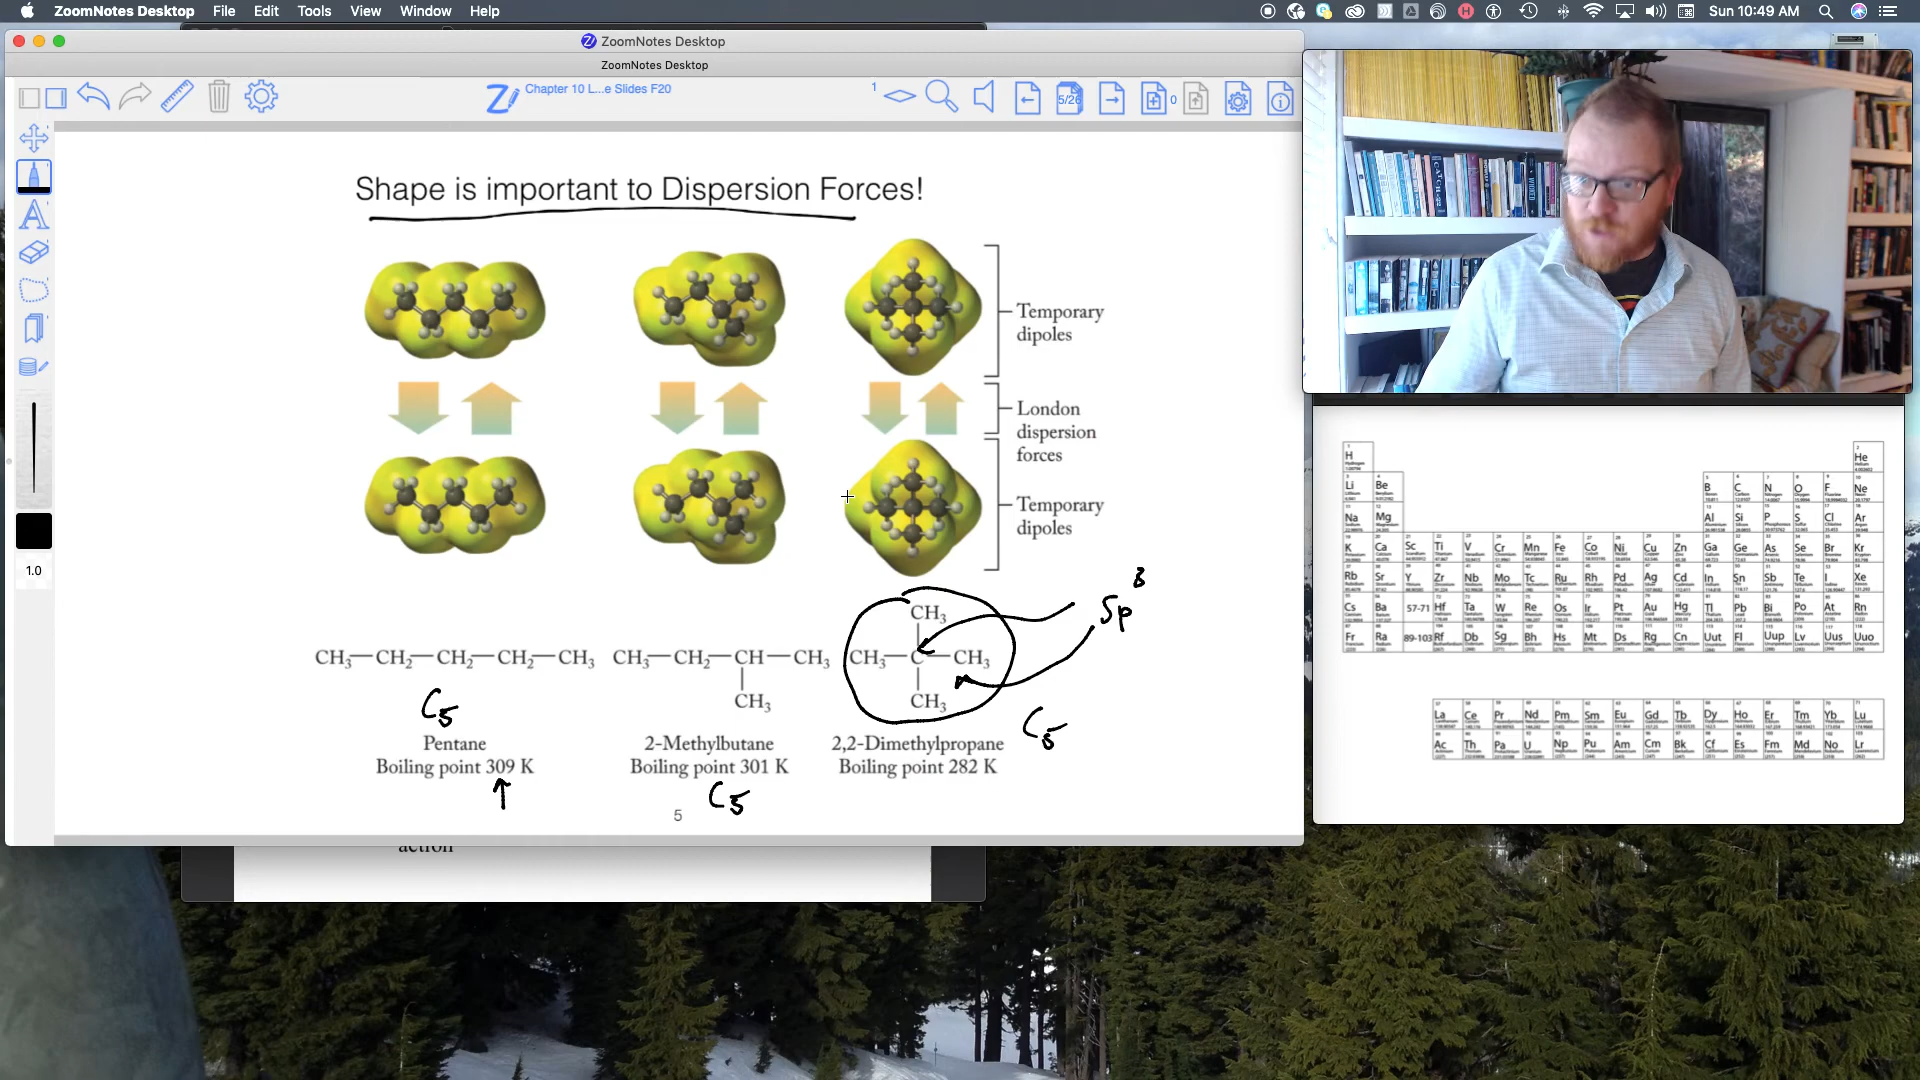 ZoomNotes Desktop File Edit Tools View Window Help
Sun 10:49 AM
ZoomNotes Desktop
ZoomNotes Desktop
Chapter 10 L...e Slides F20
1
5/26
0
1.0
Shape is important to Dispersion Forces!
Temporary
dipoles
London
dispersion
forces
Temporary
dipoles
Sp3
CH3
CH3—CH2—CH2—CH2—CH3
CH3—CH2—CH—CH3
CH3—C—CH3
CH3
CH3
C5
C5
Pentane
Boiling point 309 K
2-Methylbutane
Boiling point 301 K
2,2-Dimethylpropane
Boiling point 282 K
C5
5
action
CATCH-22
WICKED
H He
Li Be B C N O F Ne
Na Mg Al Si P S Cl Ar
K Ca Sc Ti V Cr Mn Fe Co Ni Cu Zn Ga Ge As Se Br Kr
Rb Sr Y Zr Nb Mo Tc Ru Rh Pd Ag Cd In Sn Sb Te I Xe
Cs Ba 57-71 Hf Ta W Re Os Ir Pt Au Hg Tl Pb Bi Po At Rn
Fr Ra 89-103 Rf Db Sg Bh Hs Mt Ds Rg Cn Uut Fl Uup Lv Uus Uuo
La Ce Pr Nd Pm Sm Eu Gd Tb Dy Ho Er Tm Yb Lu
Ac Th Pa U Np Pu Am Cm Bk Cf Es Fm Md No Lr